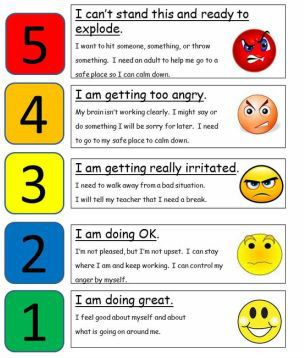 5
I can't stand this and ready to
explode.
I want to hit someone, something, or throw
something. I need an adult to help me go to a
safe place so I can calm down.
4
I am getting too angry.
My brain isn't working clearly. I might say or
do something I will be sorry for later. I need
to go to my safe place to calm down.
3
I am getting really irritated.
I need to walk away from a bad situation.
I will tell my teacher that I need a break.
2
I am doing OK.
I'm not pleased, but I'm not upset. I can stay
where I am and keep working. I can control my
anger by myself.
1
I am doing great.
I feel good about myself and about
what is going on around me.